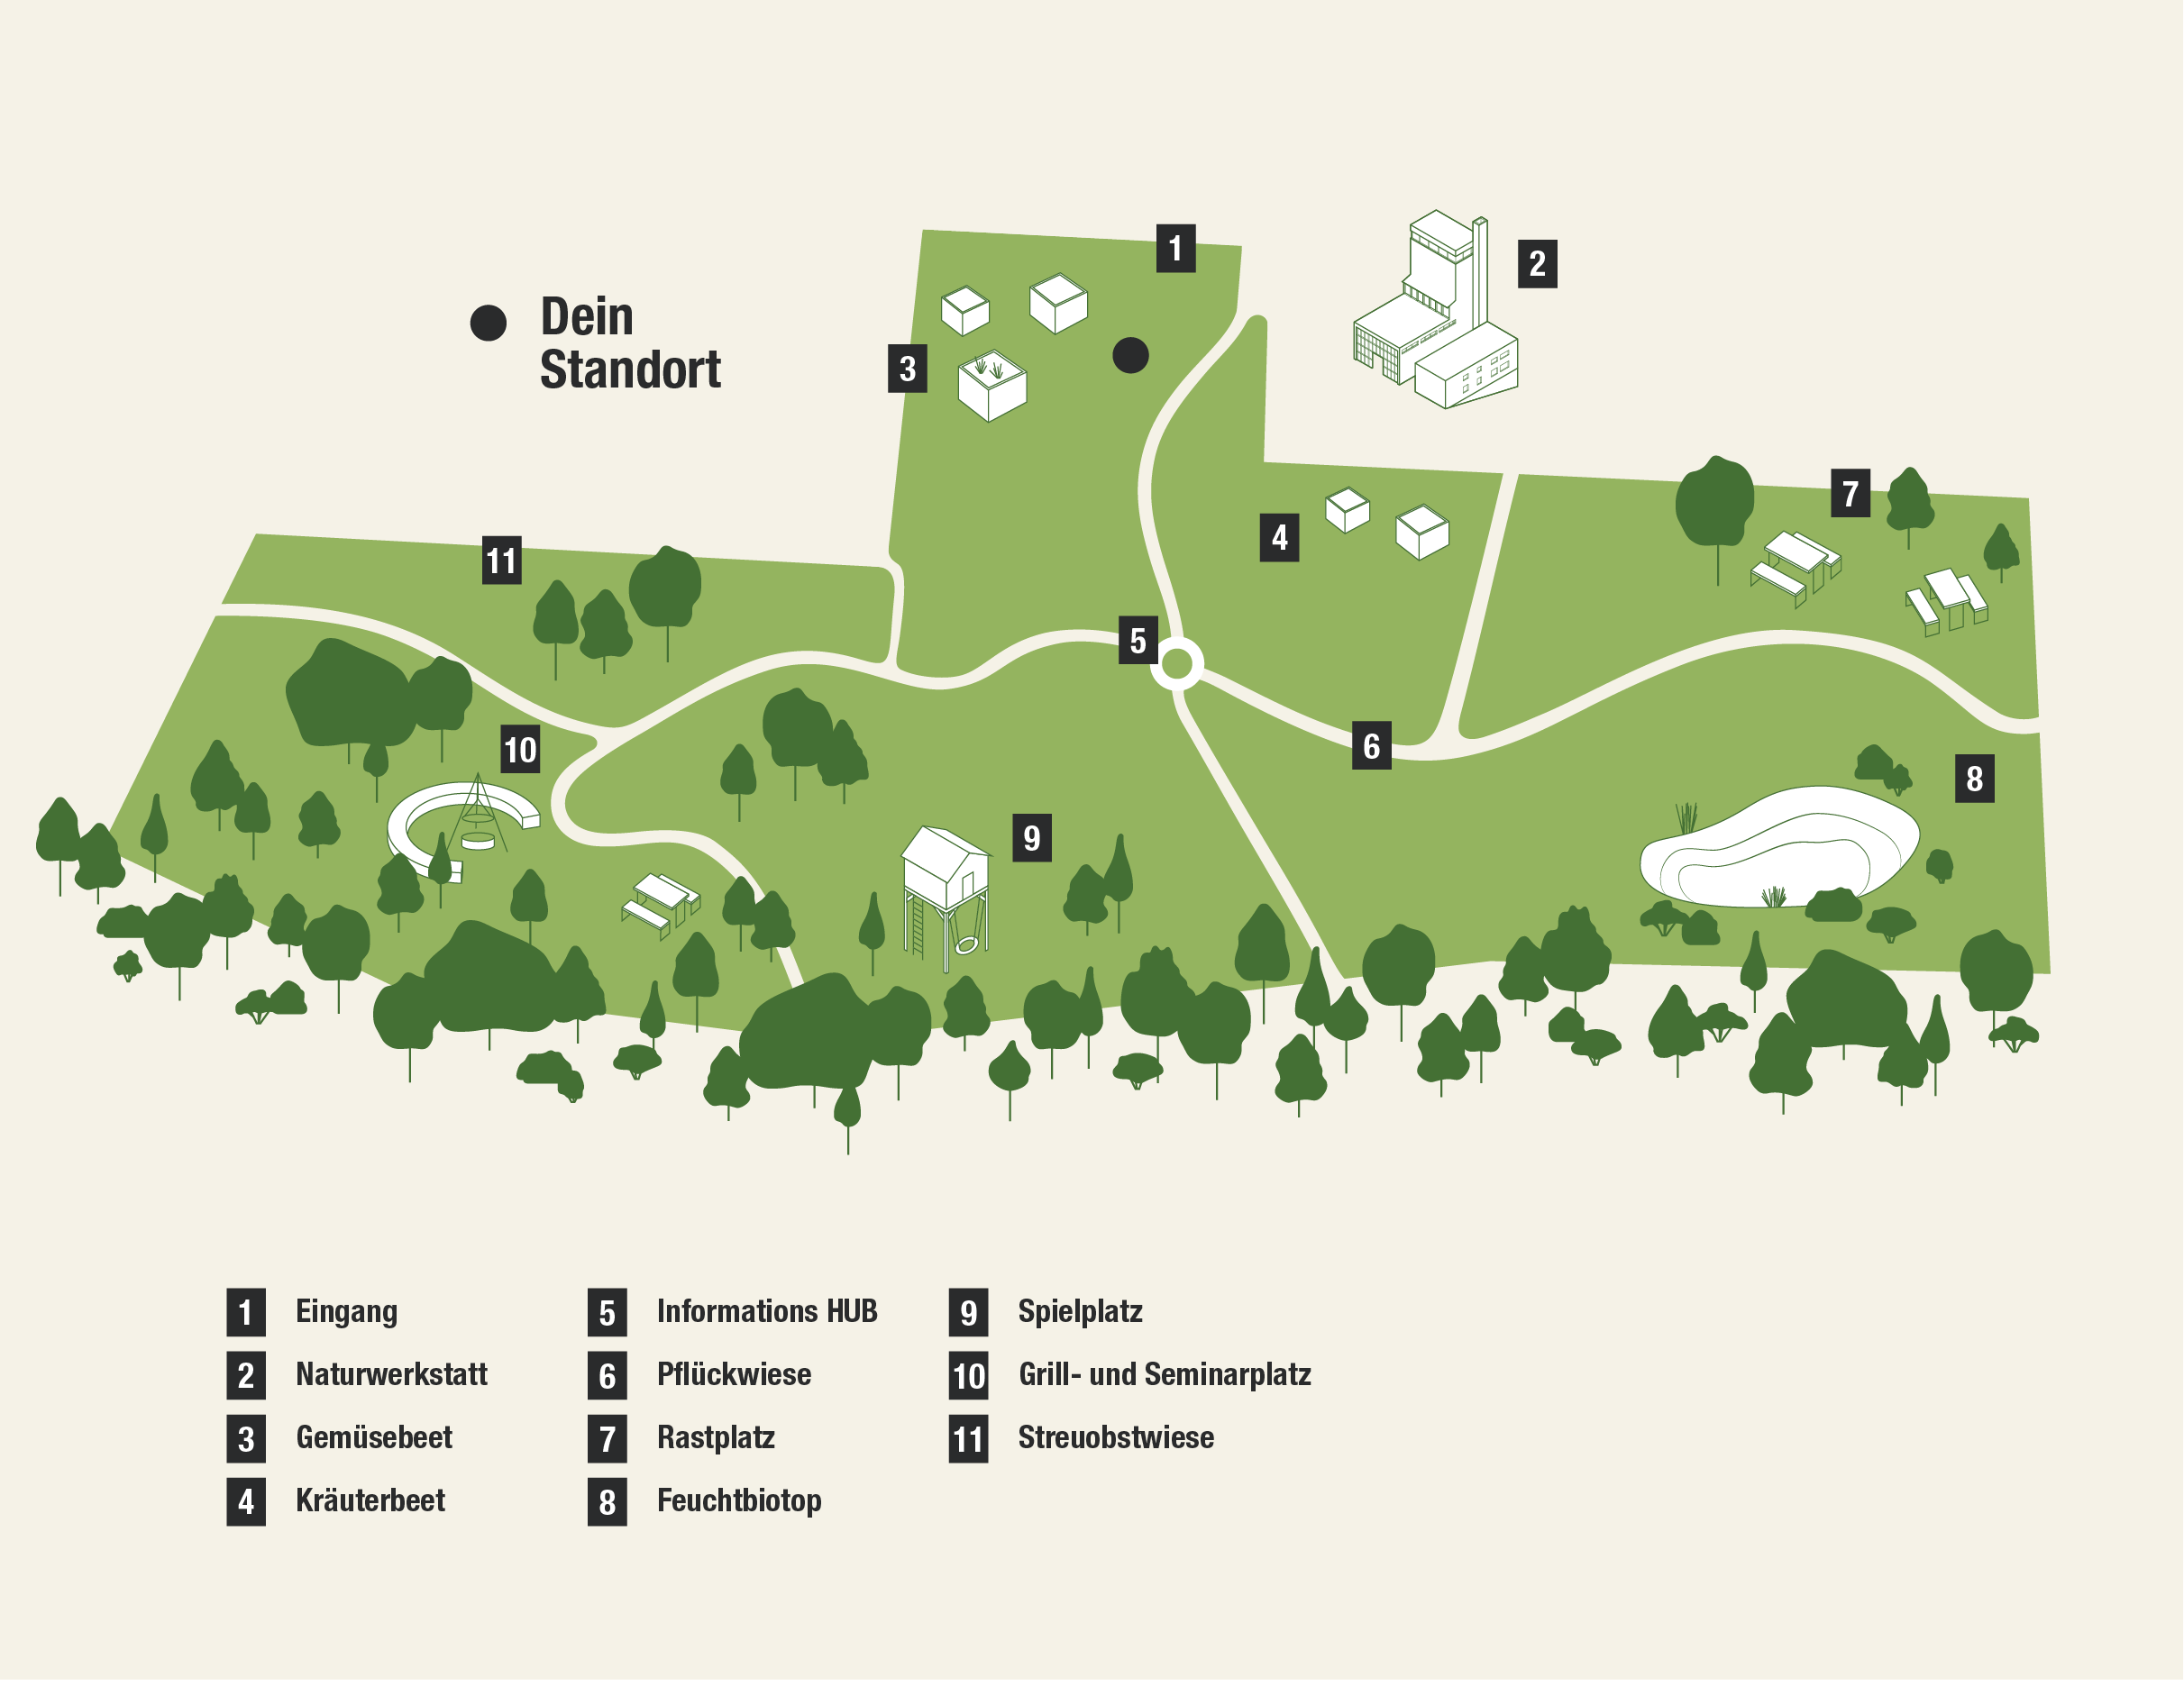 1
2
Dein
Standort
3
7
4
11
5
6
10
8
9
1 Eingang
2 Naturwerkstatt
3 Gemüsebeet
4 Kräuterbeet
5 Informations HUB
6 Pflückwiese
7 Rastplatz
8 Feuchtbiotop
9 Spielplatz
10 Grill- und Seminarplatz
11 Streuobstwiese